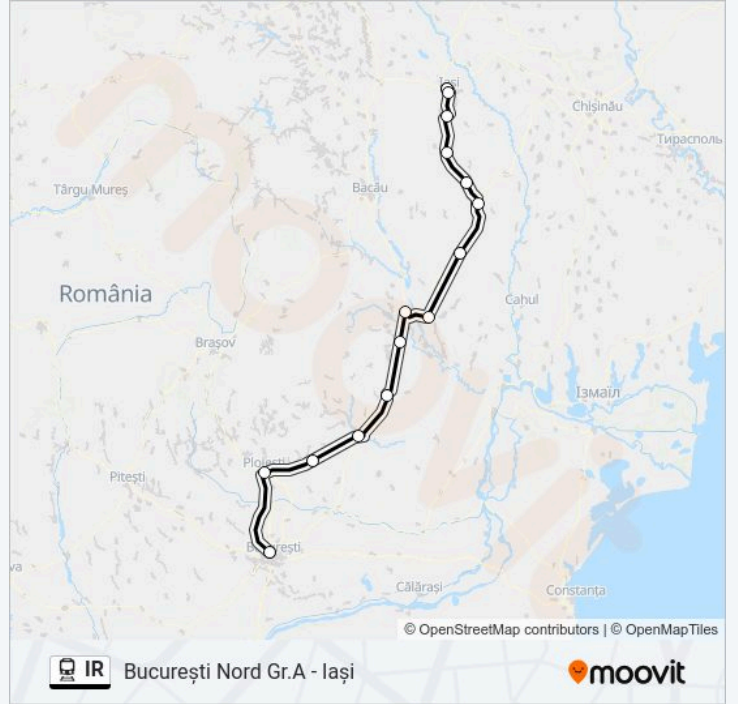 Iași
Chișinău
Тирасполь
Târgu Mureș
Bacău
România
Cahul
Brașov
Ізмаїл
Ploiești
Pitești
București
Călărași
Constanța
© OpenStreetMap contributors | © OpenMapTiles
IR București Nord Gr.A - Iași
moovit